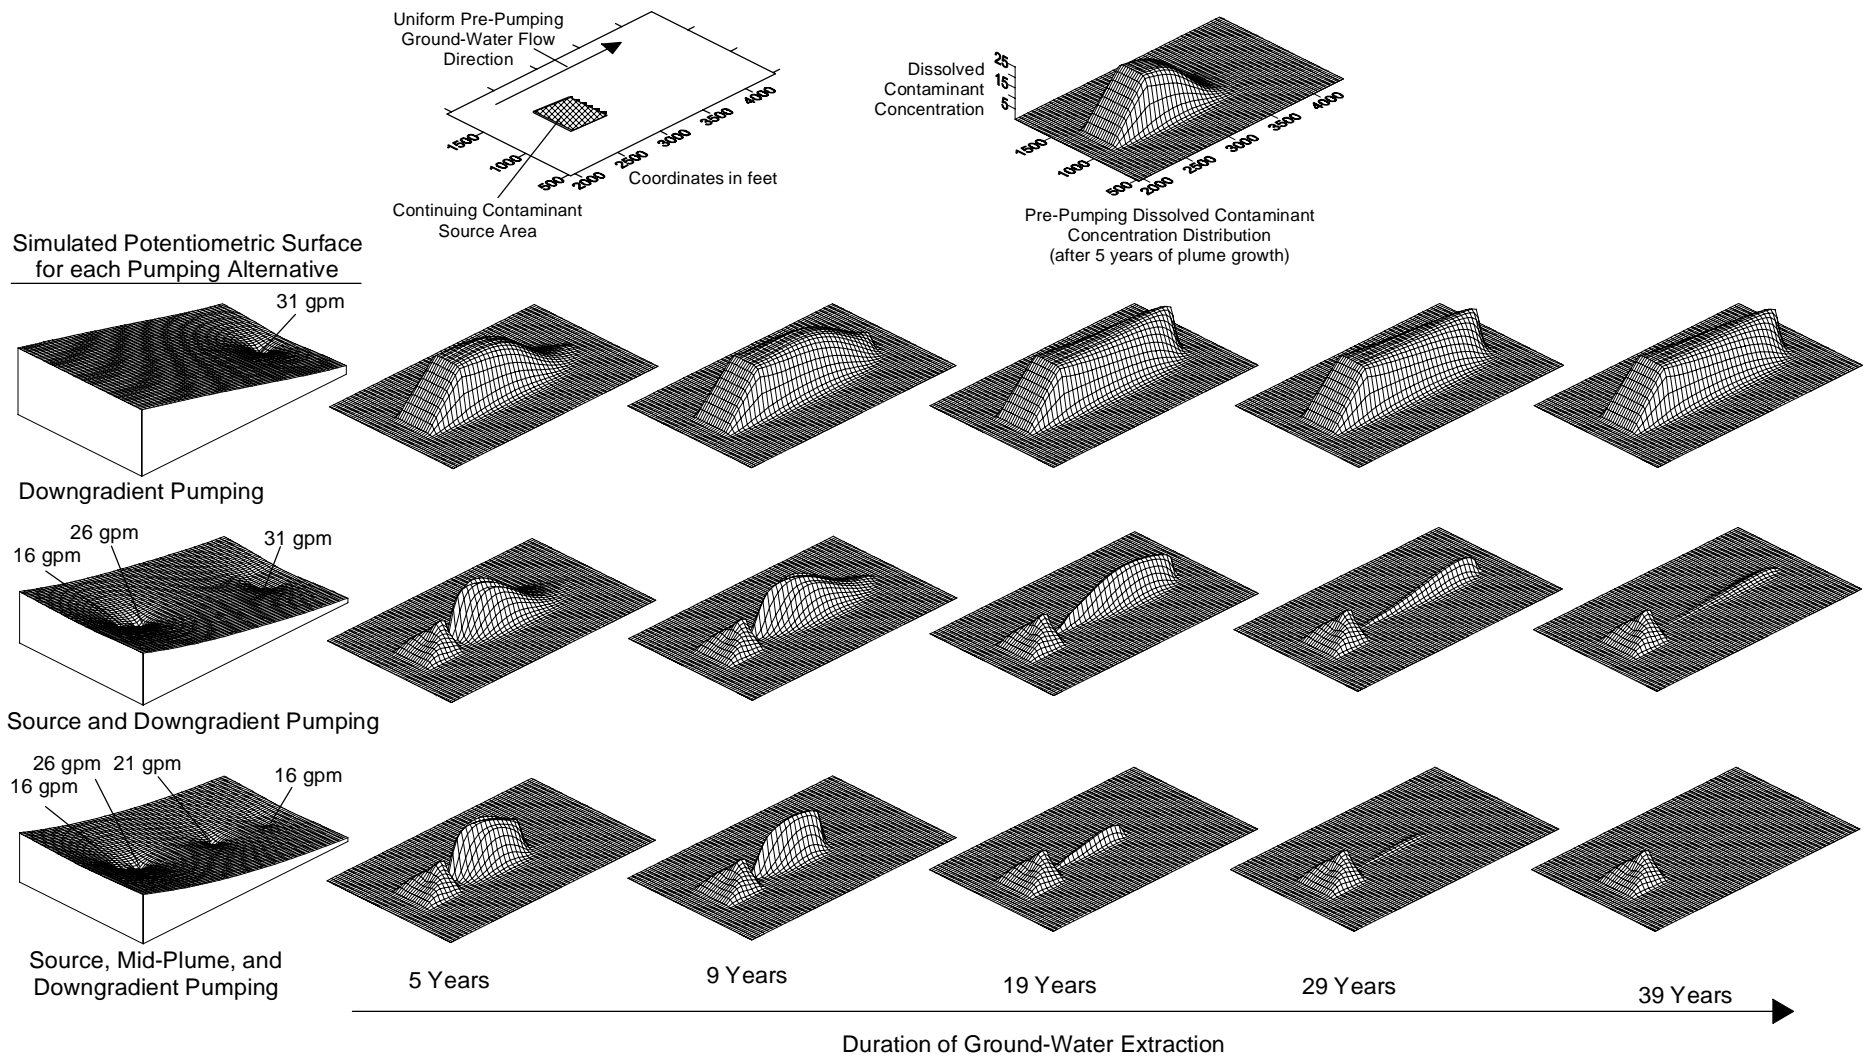 Uniform Pre-Pumping
Ground-Water Flow
Direction
1500
1000
500
2000
2500
3000
3500
4000
Coordinates in feet
Continuing Contaminant
Source Area
Dissolved
Contaminant
Concentration
25
15
5
1500
1000
500
2000
2500
3000
3500
4000
Pre-Pumping Dissolved Contaminant
Concentration Distribution
(after 5 years of plume growth)
Simulated Potentiometric Surface
for each Pumping Alternative
31 gpm
Downgradient Pumping
26 gpm
16 gpm
31 gpm
Source and Downgradient Pumping
26 gpm 21 gpm
16 gpm
16 gpm
Source, Mid-Plume, and
Downgradient Pumping
5 Years
9 Years
19 Years
29 Years
39 Years
Duration of Ground-Water Extraction